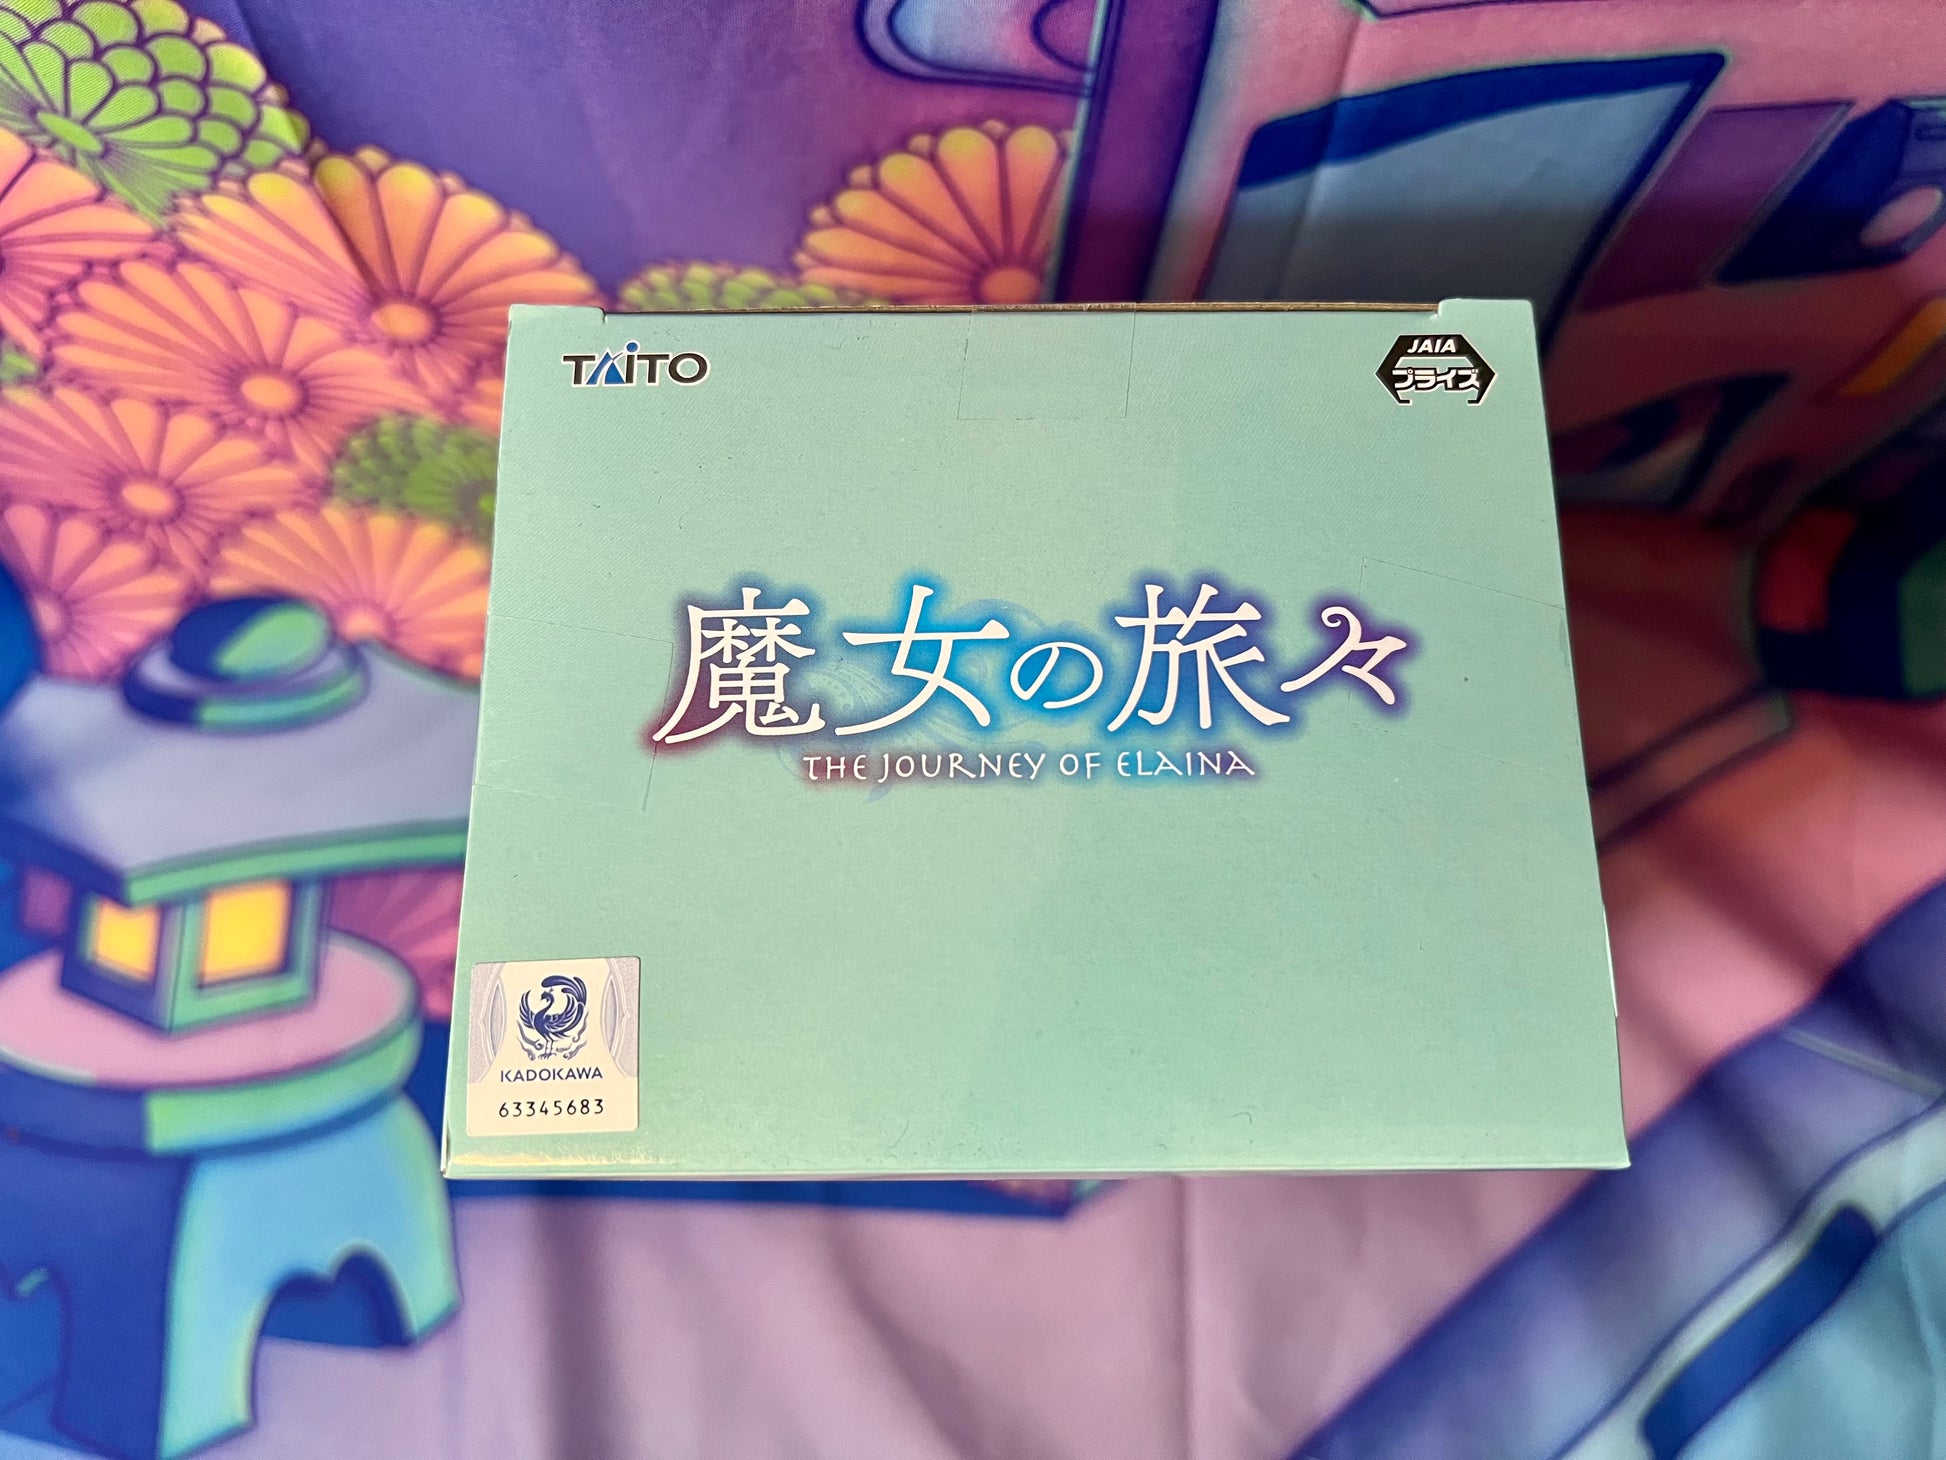 TAITO
JAIA
プライズ
魔女の旅々
THE JOURNEY OF ELAINA
KADOKAWA
63345683